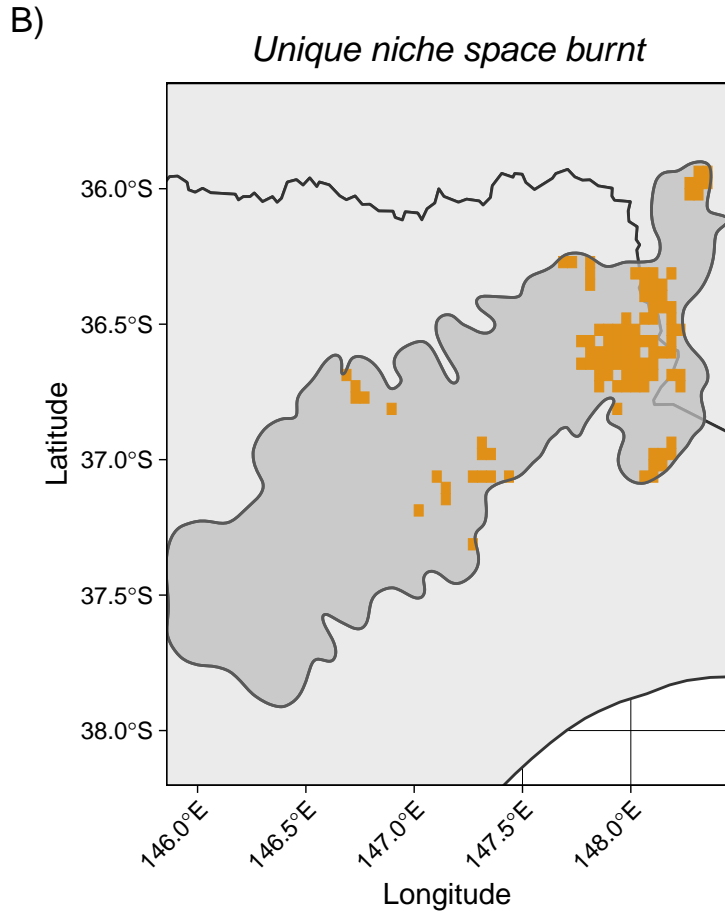 B)
Unique niche space burnt
36.0°S
36.5°S
37.0°S
37.5°S
38.0°S
Latitude
146.0°E
146.5°E
147.0°E
147.5°E
148.0°E
Longitude